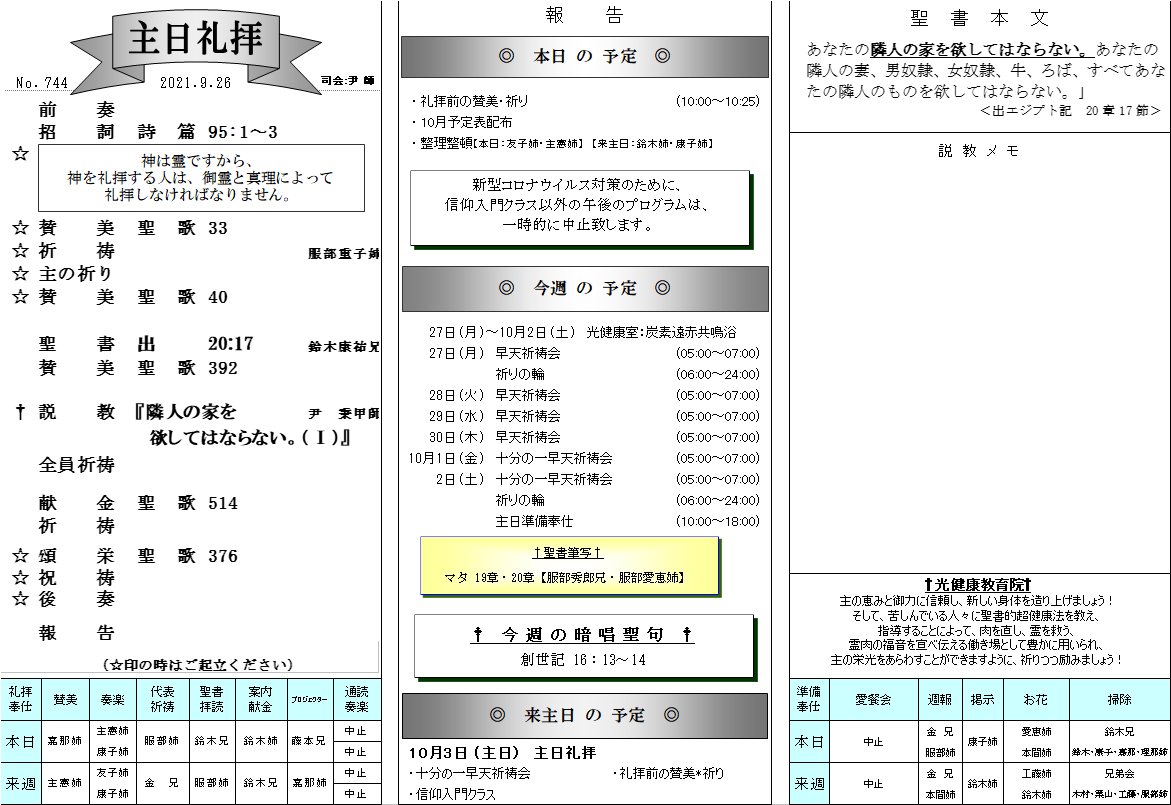 主日礼拝
No. 744　2021.9.26　司会:尹 師
前　奏
招　詞 詩 篇 95:1～3
☆
神は霊ですから、
神を礼拝する人は、御霊と真理によって
礼拝しなければなりません。
☆ 賛　美 聖 歌 33
☆ 祈　祷　服部重子姉
☆ 主の祈り
☆ 賛　美 聖 歌 40
聖　書 出　20:17　鈴木康祐兄
賛　美 聖 歌 392
† 説　教 『隣人の家を　尹 秉甲師
欲してはならない。(Ⅰ)』
全員祈祷
献　金 聖 歌 514
祈　祷
☆ 頌　栄 聖 歌 376
☆ 祝　祷
☆ 後　奏
報　告
(☆印の時はご起立ください)
礼拝奉仕 賛美 奏楽 代表祈祷 聖書拝読 案内献金 プロジェクター 通読奏楽
本日 嘉那姉 主憲姉 康子姉 服部姉 鈴木兄 鈴木姉 藤本兄 中止 中止
来週 主憲姉 友子姉 康子姉 金 兄 服部姉 鈴木兄 嘉那姉 中止 中止
報　告
◎ 本日 の 予定 ◎
・礼拝前の賛美・祈り (10:00～10:25)
・10月予定表配布
・整理整頓【本日:友子姉・主憲姉】【来主日:鈴木姉・康子姉】
新型コロナウイルス対策のために、
信仰入門クラス以外の午後のプログラムは、
一時的に中止致します。
◎ 今週 の 予定 ◎
27日(月)～10月2日(土) 光健康室:炭素遠赤共鳴浴
27日(月) 早天祈祷会 (05:00～07:00)
祈りの輪 (06:00～24:00)
28日(火) 早天祈祷会 (05:00～07:00)
29日(水) 早天祈祷会 (05:00～07:00)
30日(木) 早天祈祷会 (05:00～07:00)
10月1日(金) 十分の一早天祈祷会 (05:00～07:00)
2日(土) 十分の一早天祈祷会 (05:00～07:00)
祈りの輪 (06:00～24:00)
主日準備奉仕 (10:00～18:00)
†聖書筆写†
マタ 19章・20章【服部秀郎兄・服部愛恵姉】
† 今週の暗唱聖句 †
創世記 16：13～14
◎ 来主日 の 予定 ◎
10月3日(主日) 主日礼拝
・十分の一早天祈祷会 ・礼拝前の賛美*祈り
・信仰入門クラス
聖書本文
あなたの隣人の家を欲してはならない。あなたの
隣人の妻、男奴隷、女奴隷、牛、ろば、すべてあな
たの隣人のものを欲してはならない。」
＜出エジプト記　20章17節＞
説教メモ
†光健康教育院†
主の恵みと御力に信頼し、新しい身体を造り上げましょう！
そして、苦しんでいる人々に聖書的超健康法を教え、
指導することによって、肉を直し、霊を救う、
霊肉の福音を宣べ伝える働き場として豊かに用いられ、
主の栄光をあらわすことができますように、祈りつつ励みましょう！
準備奉仕 愛餐会 週報 掲示 お花 掃除
本日 中止 金 兄 服部姉 康子姉 愛恵姉 本間姉 鈴木兄 鈴木・康子・嘉那・理那姉
来週 中止 金 兄 本間姉 鈴木姉 工藤姉 鈴木姉 兄弟会 木村・栗山・工藤・服部姉